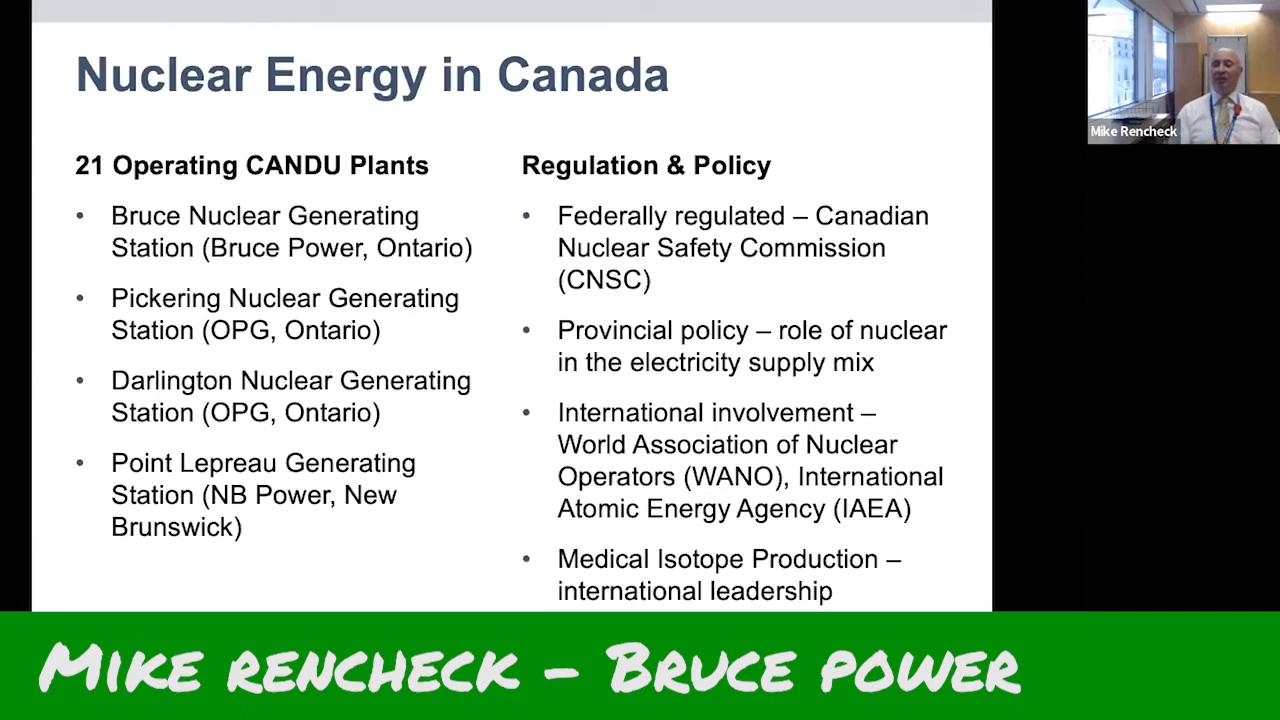 Nuclear Energy in Canada
21 Operating CANDU Plants
• Bruce Nuclear Generating
Station (Bruce Power, Ontario)
• Pickering Nuclear Generating
Station (OPG, Ontario)
• Darlington Nuclear Generating
Station (OPG, Ontario)
• Point Lepreau Generating
Station (NB Power, New
Brunswick)
Regulation & Policy
• Federally regulated – Canadian
Nuclear Safety Commission
(CNSC)
• Provincial policy – role of nuclear
in the electricity supply mix
• International involvement –
World Association of Nuclear
Operators (WANO), International
Atomic Energy Agency (IAEA)
• Medical Isotope Production –
international leadership
Mike Rencheck
Mike rencheck – Bruce power